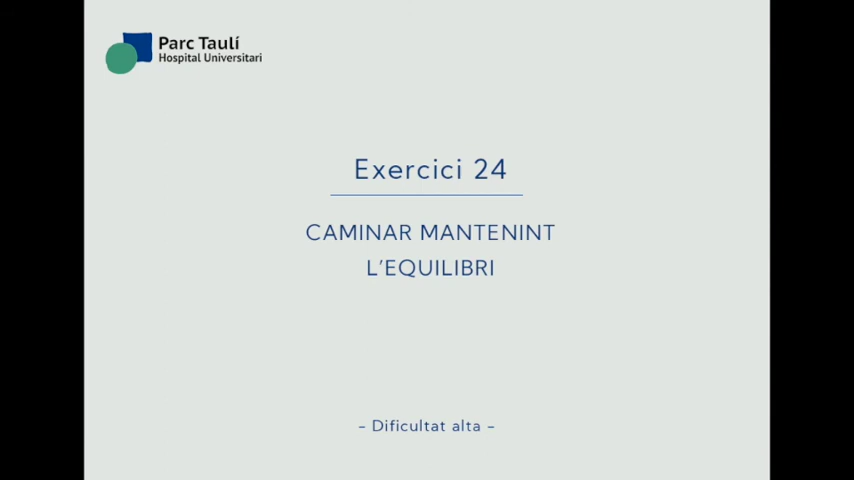 Parc Taulí
Hospital Universitari
Exercici 24
CAMINAR MANTENINT
L’EQUILIBRI
– Dificultat alta –